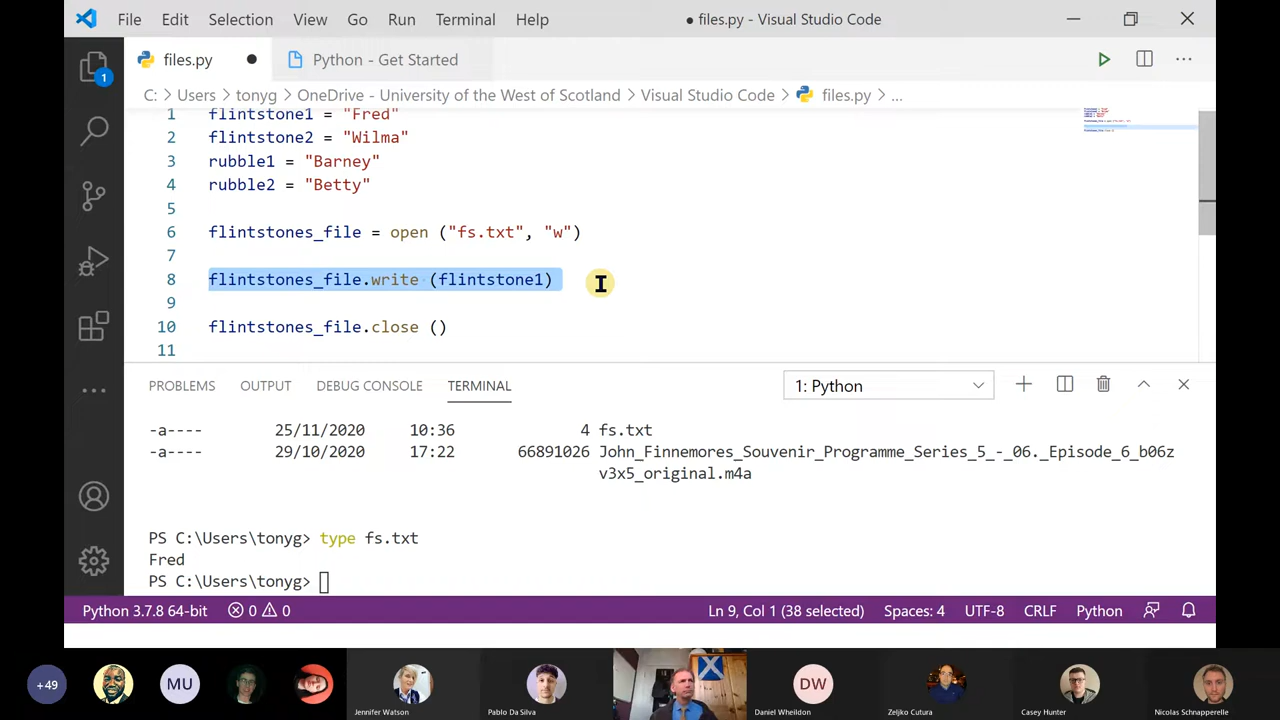 File Edit Selection View Go Run Terminal Help ● files.py - Visual Studio Code
files.py ● Python - Get Started
1
C: > Users > tonyg > OneDrive - University of the West of Scotland > Visual Studio Code > files.py > ...
1 flintstone1 = "Fred"
2 flintstone2 = "Wilma"
3 rubble1 = "Barney"
4 rubble2 = "Betty"
5
6 flintstones_file = open ("fs.txt", "w")
7
8 flintstones_file.write (flintstone1)
9
10 flintstones_file.close ()
11
PROBLEMS OUTPUT DEBUG CONSOLE TERMINAL 1: Python
-a---- 25/11/2020 10:36 4 fs.txt
-a---- 29/10/2020 17:22 66891026 John_Finnemores_Souvenir_Programme_Series_5_-_06._Episode_6_b06z
v3x5_original.m4a
PS C:\Users\tonyg> type fs.txt
Fred
PS C:\Users\tonyg>
Python 3.7.8 64-bit 0 0 Ln 9, Col 1 (38 selected) Spaces: 4 UTF-8 CRLF Python
+49 MU DW
Jennifer Watson Pablo Da Silva Daniel Wheildon Zeljko Cutura Casey Hunter Nicolas Schnapperelle